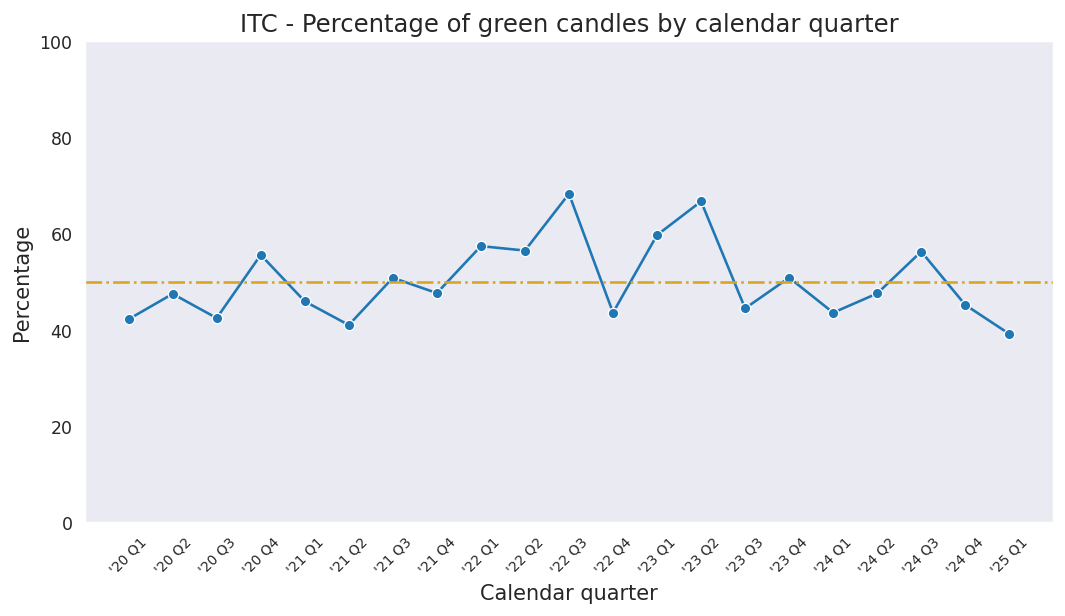 ITC - Percentage of green candles by calendar quarter
100
80
60
40
20
0
Percentage
'20 Q1
'20 Q2
'20 Q3
'20 Q4
'21 Q1
'21 Q2
'21 Q3
'21 Q4
'22 Q1
'22 Q2
'22 Q3
'22 Q4
'23 Q1
'23 Q2
'23 Q3
'23 Q4
'24 Q1
'24 Q2
'24 Q3
'24 Q4
'25 Q1
Calendar quarter